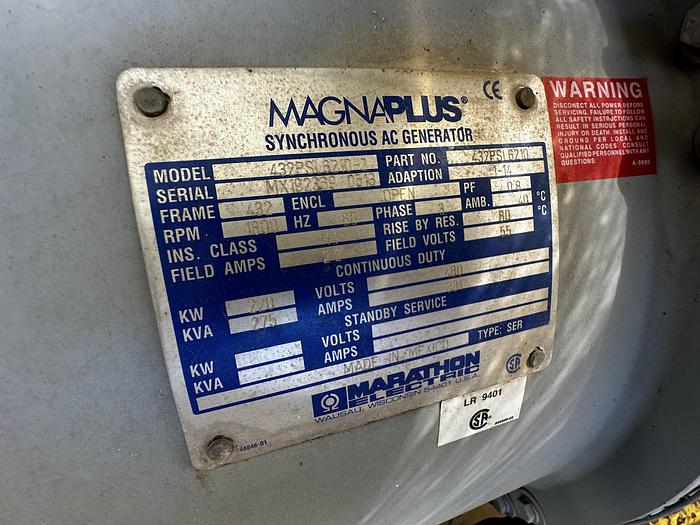 MAGNAPLUS®
CE
SYNCHRONOUS AC GENERATOR
MODEL 432PSL6210 PART NO. 432PSL6210
SERIAL ADAPTION 1-14
FRAME 432 ENCL OPEN PF 0.8
RPM 1800 HZ 60 PHASE 3 AMB. 40 °C
INS. CLASS RISE BY RES. 80 °C
FIELD AMPS FIELD VOLTS 55
CONTINUOUS DUTY
KW 220 VOLTS 480
KVA 275 AMPS
STANDBY SERVICE
KW VOLTS
KVA AMPS TYPE: SER
MADE IN MEXICO
MARATHON
ELECTRIC
WAUSAU, WISCONSIN 54401 U.S.A.
WARNING
DISCONNECT ALL POWER BEFORE
SERVICING. FAILURE TO FOLLOW
ALL SAFETY INSTRUCTIONS CAN
RESULT IN SERIOUS PERSONAL
INJURY OR DEATH. INSTALL AND
GROUND PER LOCAL AND
NATIONAL CODES. CONSULT
QUALIFIED PERSONNEL WITH ANY
QUESTIONS.
LR 9401